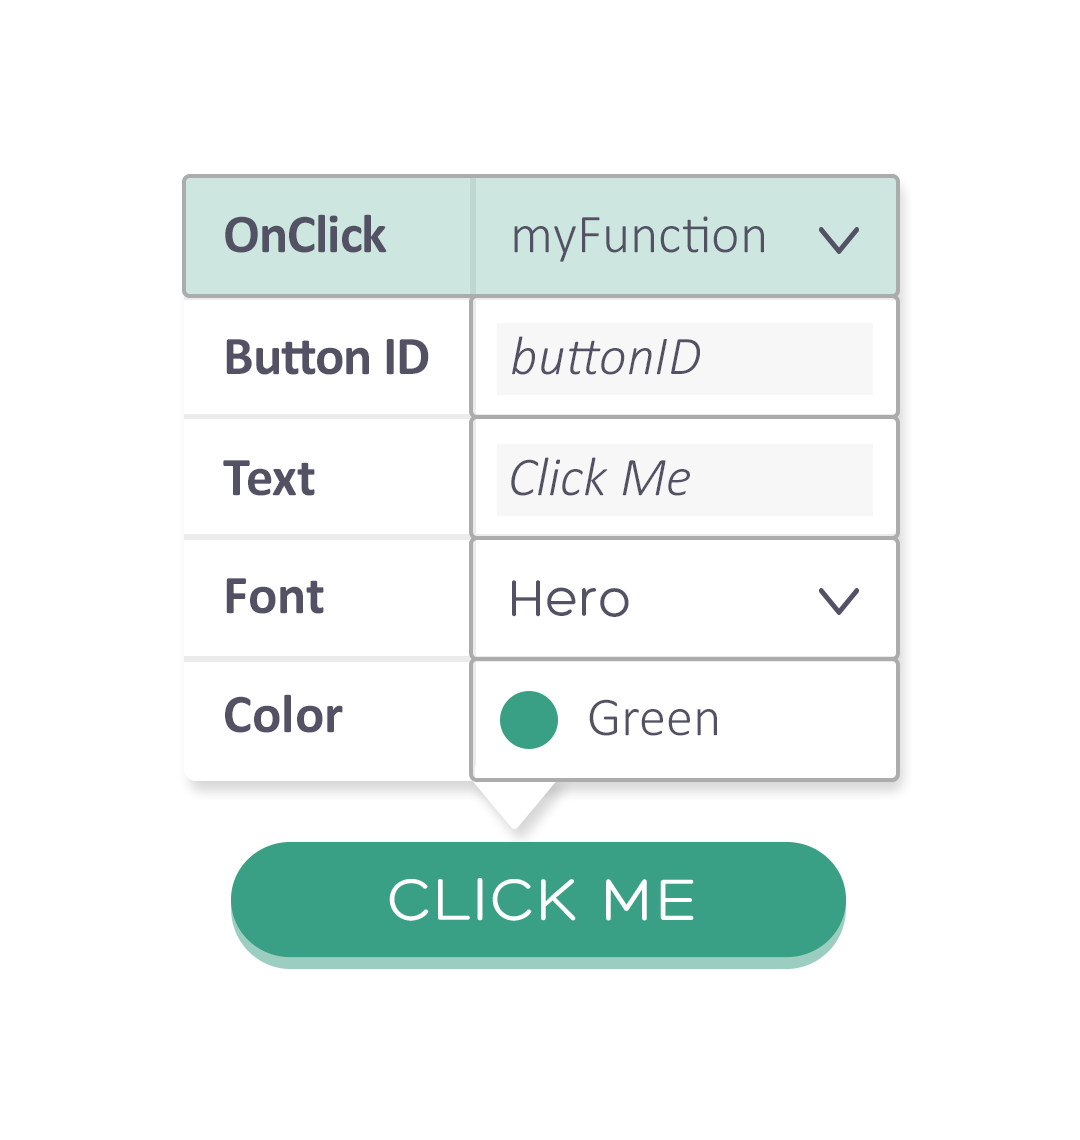 OnClick myFunction
Button ID buttonID
Text Click Me
Font Hero
Color Green
CLICK ME